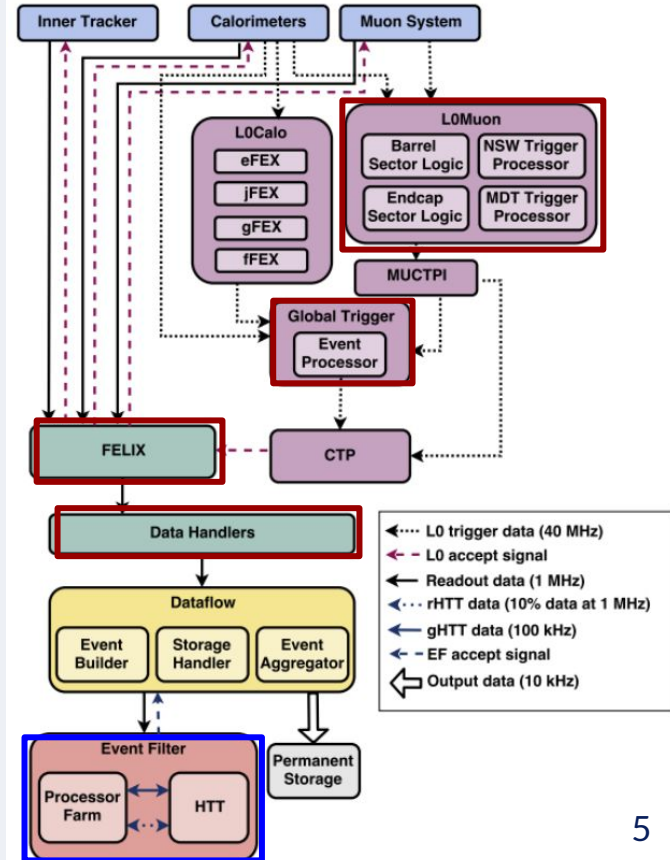 Inner Tracker
Calorimeters
Muon System
L0Calo
eFEX
jFEX
gFEX
fFEX
L0Muon
Barrel
Sector Logic
NSW Trigger
Processor
Endcap
Sector Logic
MDT Trigger
Processor
MUCTPI
Global Trigger
Event
Processor
FELIX
CTP
Data Handlers
Dataflow
Event
Builder
Storage
Handler
Event
Aggregator
Event Filter
Processor
Farm
HTT
Permanent
Storage
L0 trigger data (40 MHz)
L0 accept signal
Readout data (1 MHz)
rHTT data (10% data at 1 MHz)
gHTT data (100 kHz)
EF accept signal
Output data (10 kHz)
5